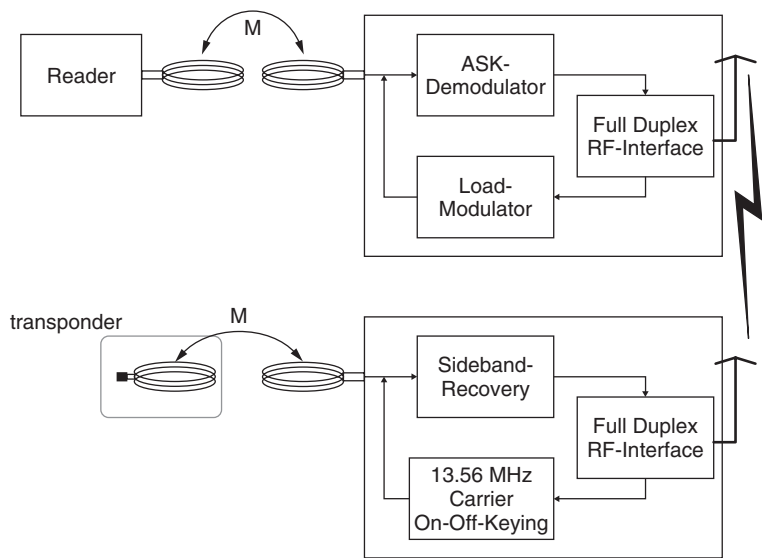 M
Reader
ASK-
Demodulator
Full Duplex
RF-Interface
Load-
Modulator
transponder
M
Sideband-
Recovery
Full Duplex
RF-Interface
13.56 MHz
Carrier
On-Off-Keying